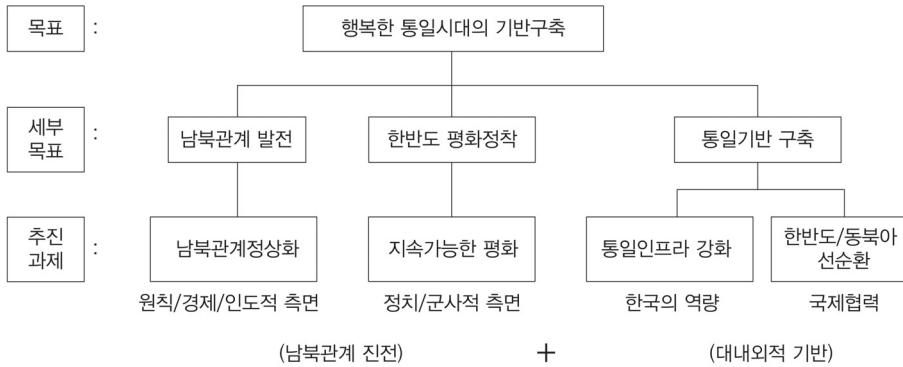 목표 : 행복한 통일시대의 기반구축
세부
목표 : 남북관계 발전 한반도 평화정착 통일기반 구축
추진
과제 : 남북관계정상화 지속가능한 평화 통일인프라 강화 한반도/동북아
선순환
원칙/경제/인도적 측면 정치/군사적 측면 한국의 역량 국제협력
(남북관계 진전) + (대내외적 기반)